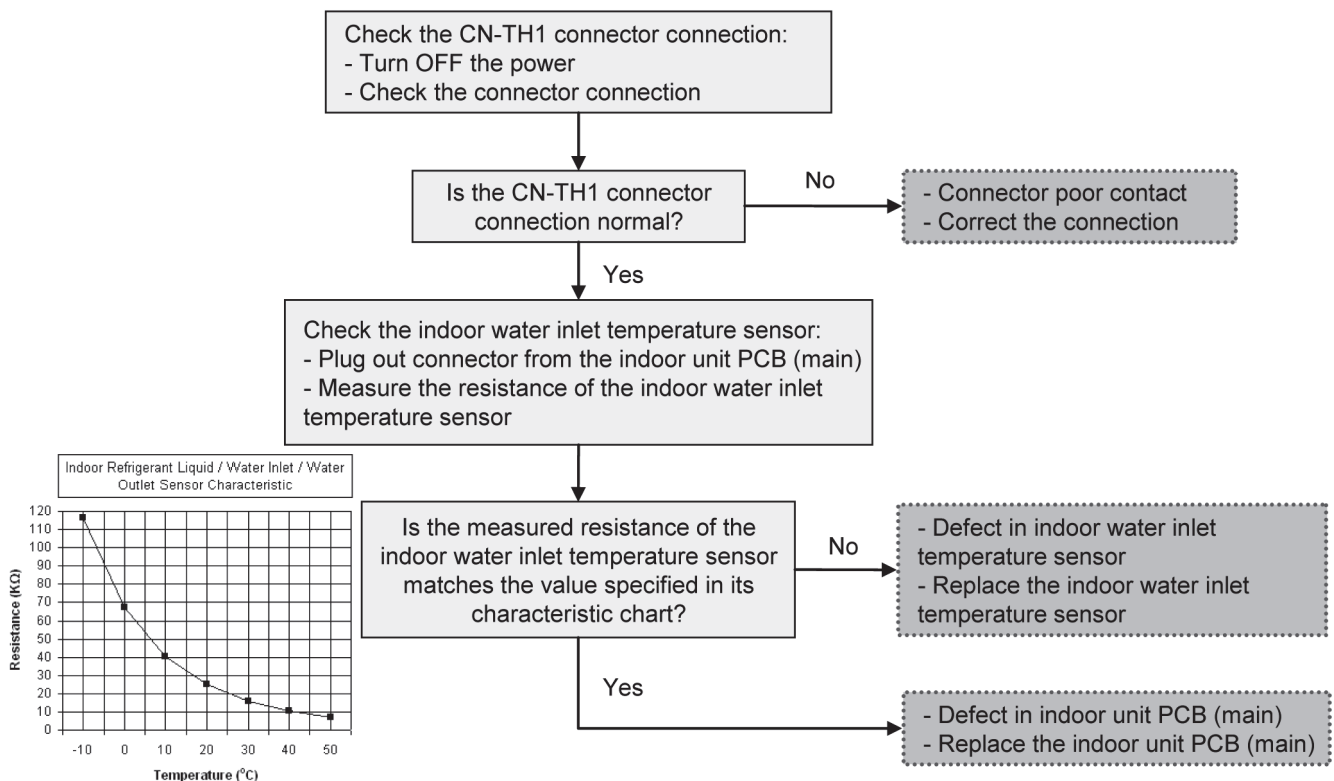 Check the CN-TH1 connector connection:
- Turn OFF the power
- Check the connector connection
Is the CN-TH1 connector
connection normal?
No
- Connector poor contact
- Correct the connection
Yes
Check the indoor water inlet temperature sensor:
- Plug out connector from the indoor unit PCB (main)
- Measure the resistance of the indoor water inlet
temperature sensor
Indoor Refrigerant Liquid / Water Inlet / Water
Outlet Sensor Characteristic
Resistance (KΩ)
120
110
100
90
80
70
60
50
40
30
20
10
0
-10 0 10 20 30 40 50
Temperature (°C)
Is the measured resistance of the
indoor water inlet temperature sensor
matches the value specified in its
characteristic chart?
No
- Defect in indoor water inlet
temperature sensor
- Replace the indoor water inlet
temperature sensor
Yes
- Defect in indoor unit PCB (main)
- Replace the indoor unit PCB (main)